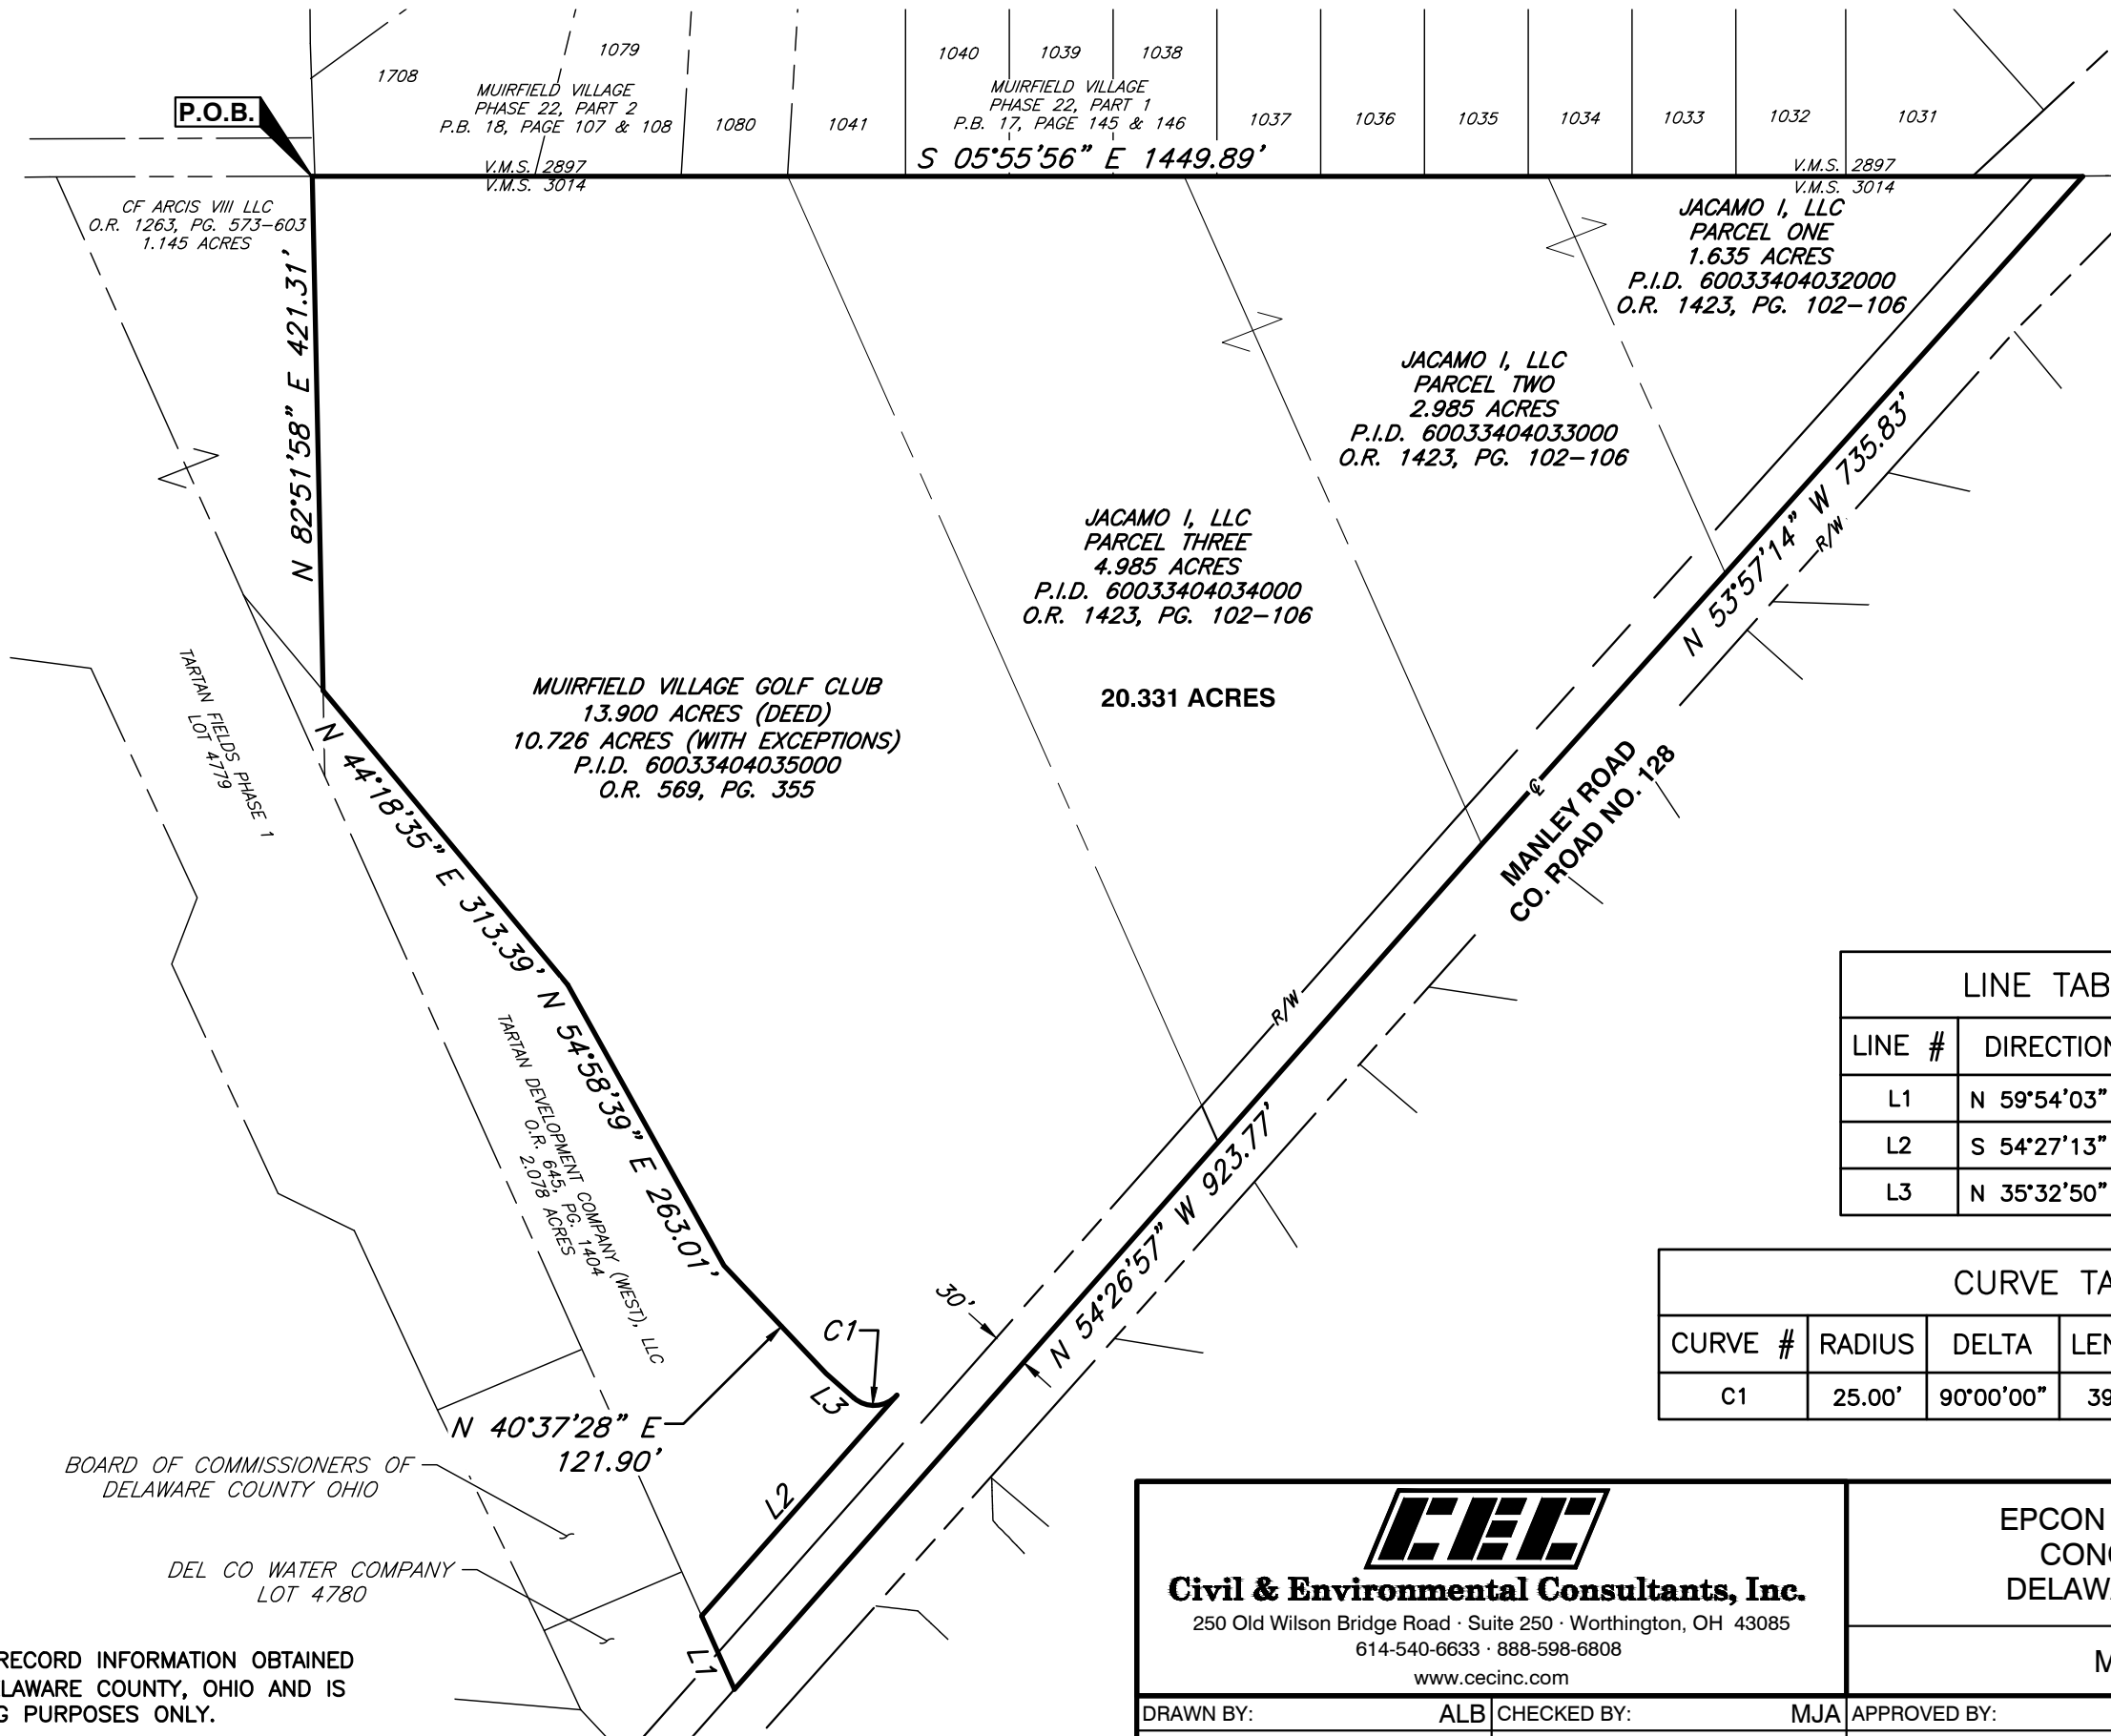 1079
1708
MUIRFIELD VILLAGE
PHASE 22, PART 2
P.B. 18, PAGE 107 & 108
1080
1041
1040
1039
1038
MUIRFIELD VILLAGE
PHASE 22, PART 1
P.B. 17, PAGE 145 & 146
1037
1036
1035
1034
1033
1032
1031
P.O.B.
S 05°55'56" E 1449.89'
V.M.S. 2897
V.M.S. 3014
V.M.S. 2897
V.M.S. 3014
CF ARCIS VIII LLC
O.R. 1263, PG. 573-603
1.145 ACRES
N 82°51'58" E 421.31'
JACAMO I, LLC
PARCEL ONE
1.635 ACRES
P.I.D. 60033404032000
O.R. 1423, PG. 102-106
JACAMO I, LLC
PARCEL TWO
2.985 ACRES
P.I.D. 60033404033000
O.R. 1423, PG. 102-106
JACAMO I, LLC
PARCEL THREE
4.985 ACRES
P.I.D. 60033404034000
O.R. 1423, PG. 102-106
20.331 ACRES
MUIRFIELD VILLAGE GOLF CLUB
13.900 ACRES (DEED)
10.726 ACRES (WITH EXCEPTIONS)
P.I.D. 60033404035000
O.R. 569, PG. 355
N 53°57'14" W 735.83'
R/W
MANLEY ROAD
CO. ROAD NO. 128
TARTAN FIELDS PHASE 1
LOT 4779
N 44°18'35" E 313.39'
N 54°58'39" E 263.01'
TARTAN DEVELOPMENT COMPANY (WEST), LLC
O.R. 645, PG. 1404
2.078 ACRES
R/W
N 54°26'57" W 923.77'
30'
C1
L3
N 40°37'28" E
121.90'
L2
L1
BOARD OF COMMISSIONERS OF
DELAWARE COUNTY OHIO
DEL CO WATER COMPANY
LOT 4780
RECORD INFORMATION OBTAINED
LAWARE COUNTY, OHIO AND IS
G PURPOSES ONLY.
LINE TAB
LINE # DIRECTION
L1 N 59°54'03"
L2 S 54°27'13"
L3 N 35°32'50"
CURVE TA
CURVE # RADIUS DELTA LEN
C1 25.00' 90°00'00" 39
CEC
Civil & Environmental Consultants, Inc.
250 Old Wilson Bridge Road · Suite 250 · Worthington, OH 43085
614-540-6633 · 888-598-6808
www.cecinc.com
EPCON
CONC
DELAWA
M
DRAWN BY: ALB CHECKED BY: MJA APPROVED BY: